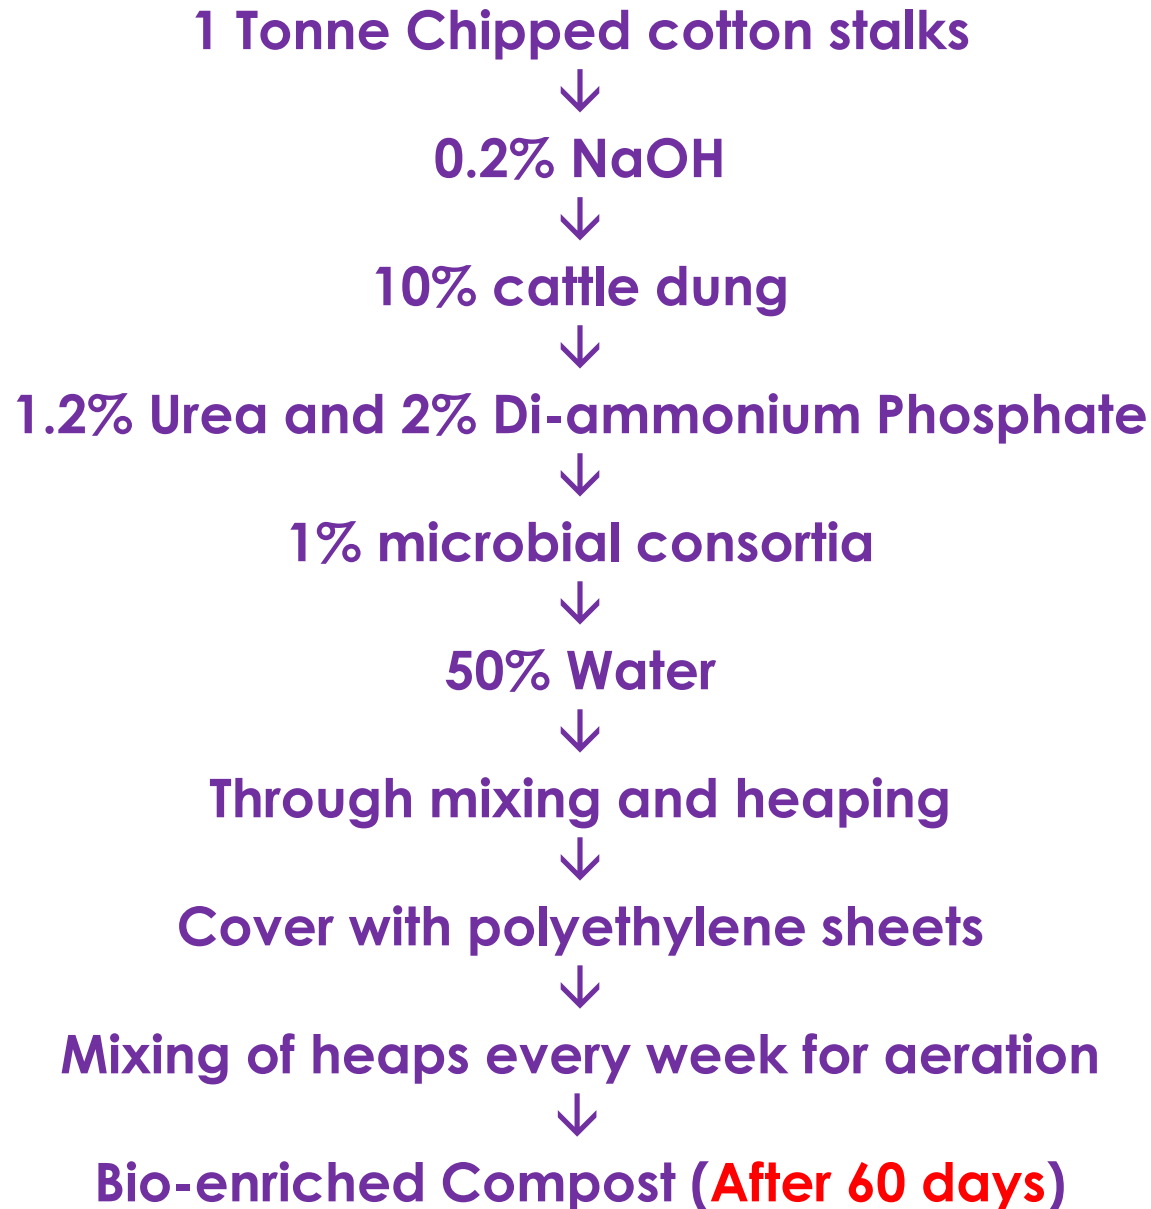 1 Tonne Chipped cotton stalks
↓
0.2% NaOH
↓
10% cattle dung
↓
1.2% Urea and 2% Di-ammonium Phosphate
↓
1% microbial consortia
↓
50% Water
↓
Through mixing and heaping
↓
Cover with polyethylene sheets
↓
Mixing of heaps every week for aeration
↓
Bio-enriched Compost (After 60 days)